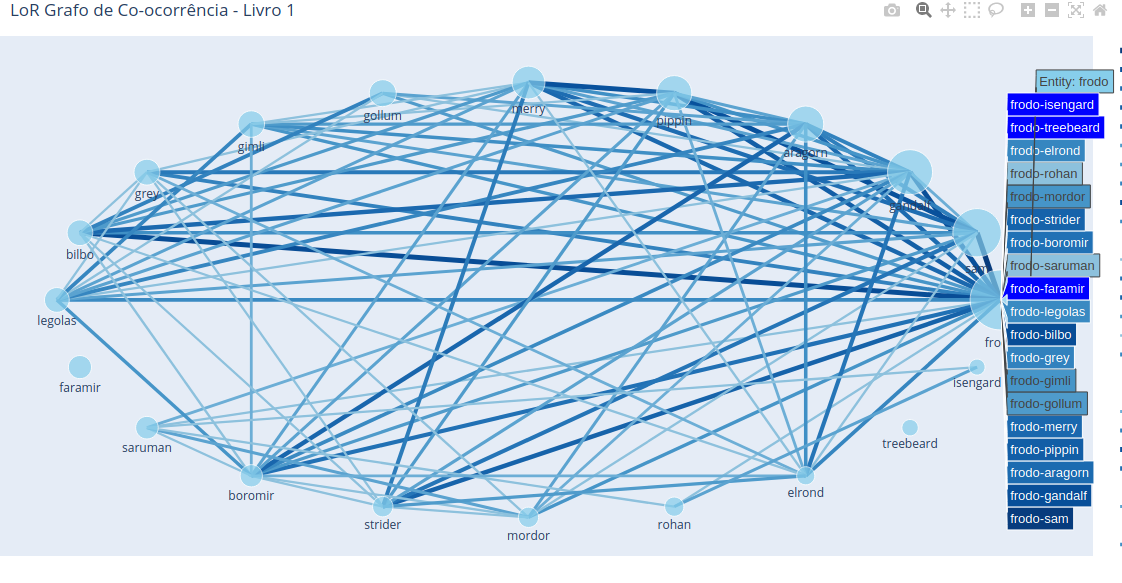 LoR Grafo de Co-ocorrência - Livro 1
Entity: frodo
frodo-isengard
frodo-treebeard
frodo-elrond
frodo-rohan
frodo-mordor
frodo-strider
frodo-boromir
frodo-saruman
frodo-faramir
frodo-legolas
frodo-bilbo
frodo-grey
frodo-gimli
frodo-gollum
frodo-merry
frodo-pippin
frodo-aragorn
frodo-gandalf
frodo-sam
merry
gollum
pippin
gimli
aragorn
grey
gandalf
bilbo
sam
legolas
fro
faramir
isengard
saruman
treebeard
boromir
elrond
strider
rohan
mordor